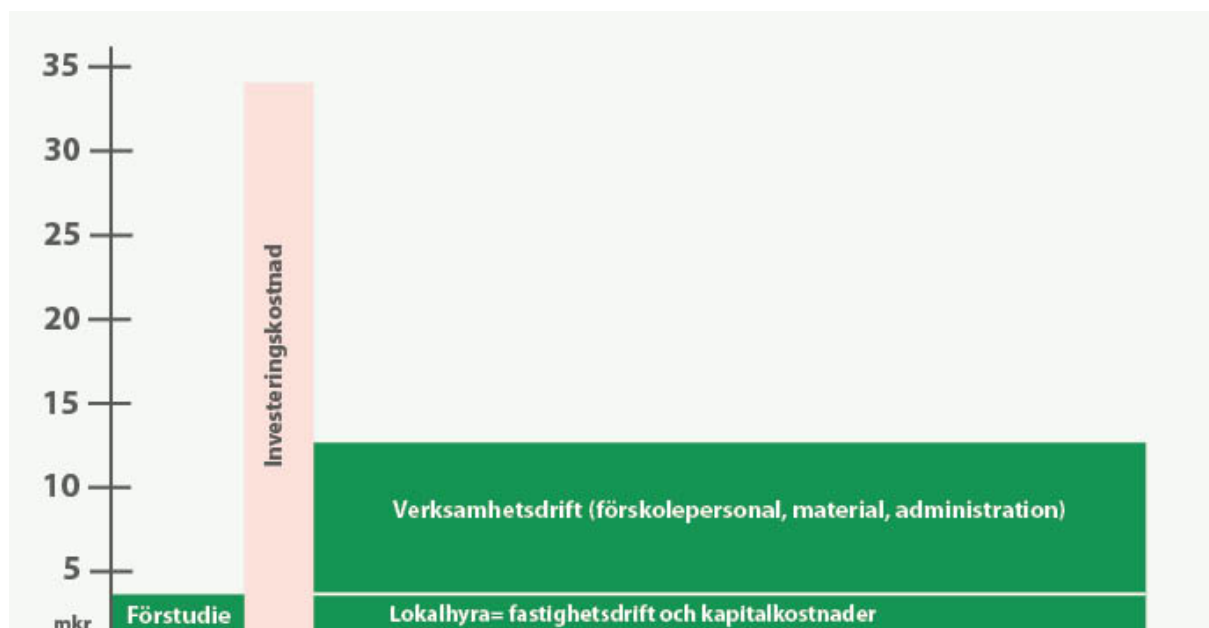 35
30
25
20
15
10
5
mkr
Investeringskostnad
Verksamhetsdrift (förskolepersonal, material, administration)
Förstudie
Lokalhyra= fastighetsdrift och kapitalkostnader